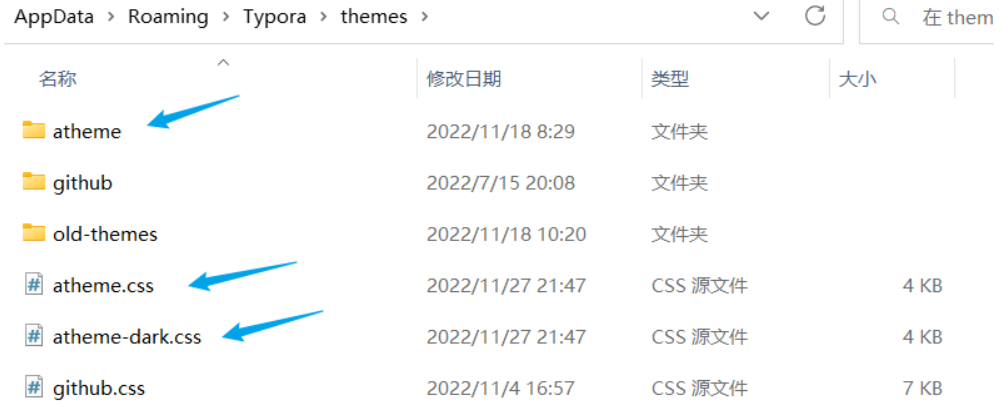 AppData > Roaming > Typora > themes > 在 them
名称 修改日期 类型 大小
atheme 2022/11/18 8:29 文件夹
github 2022/7/15 20:08 文件夹
old-themes 2022/11/18 10:20 文件夹
atheme.css 2022/11/27 21:47 CSS 源文件 4 KB
atheme-dark.css 2022/11/27 21:47 CSS 源文件 4 KB
github.css 2022/11/4 16:57 CSS 源文件 7 KB